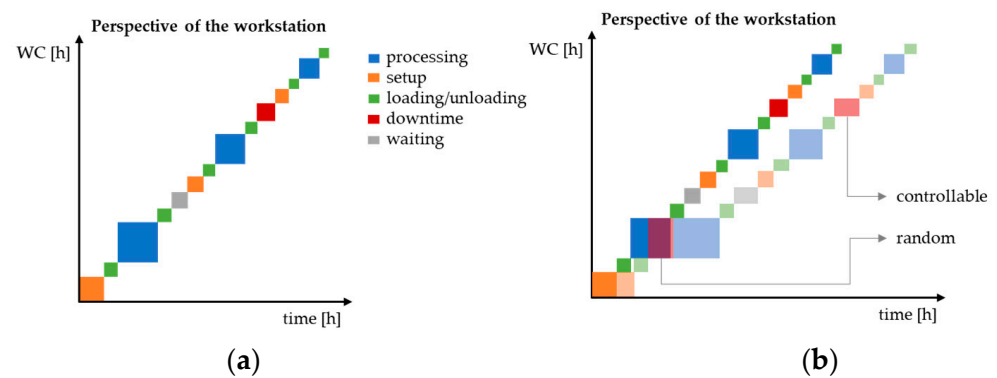 Perspective of the workstation
WC [h]
processing
setup
loading/unloading
downtime
waiting
time [h]
(a)
Perspective of the workstation
WC [h]
controllable
random
time [h]
(b)